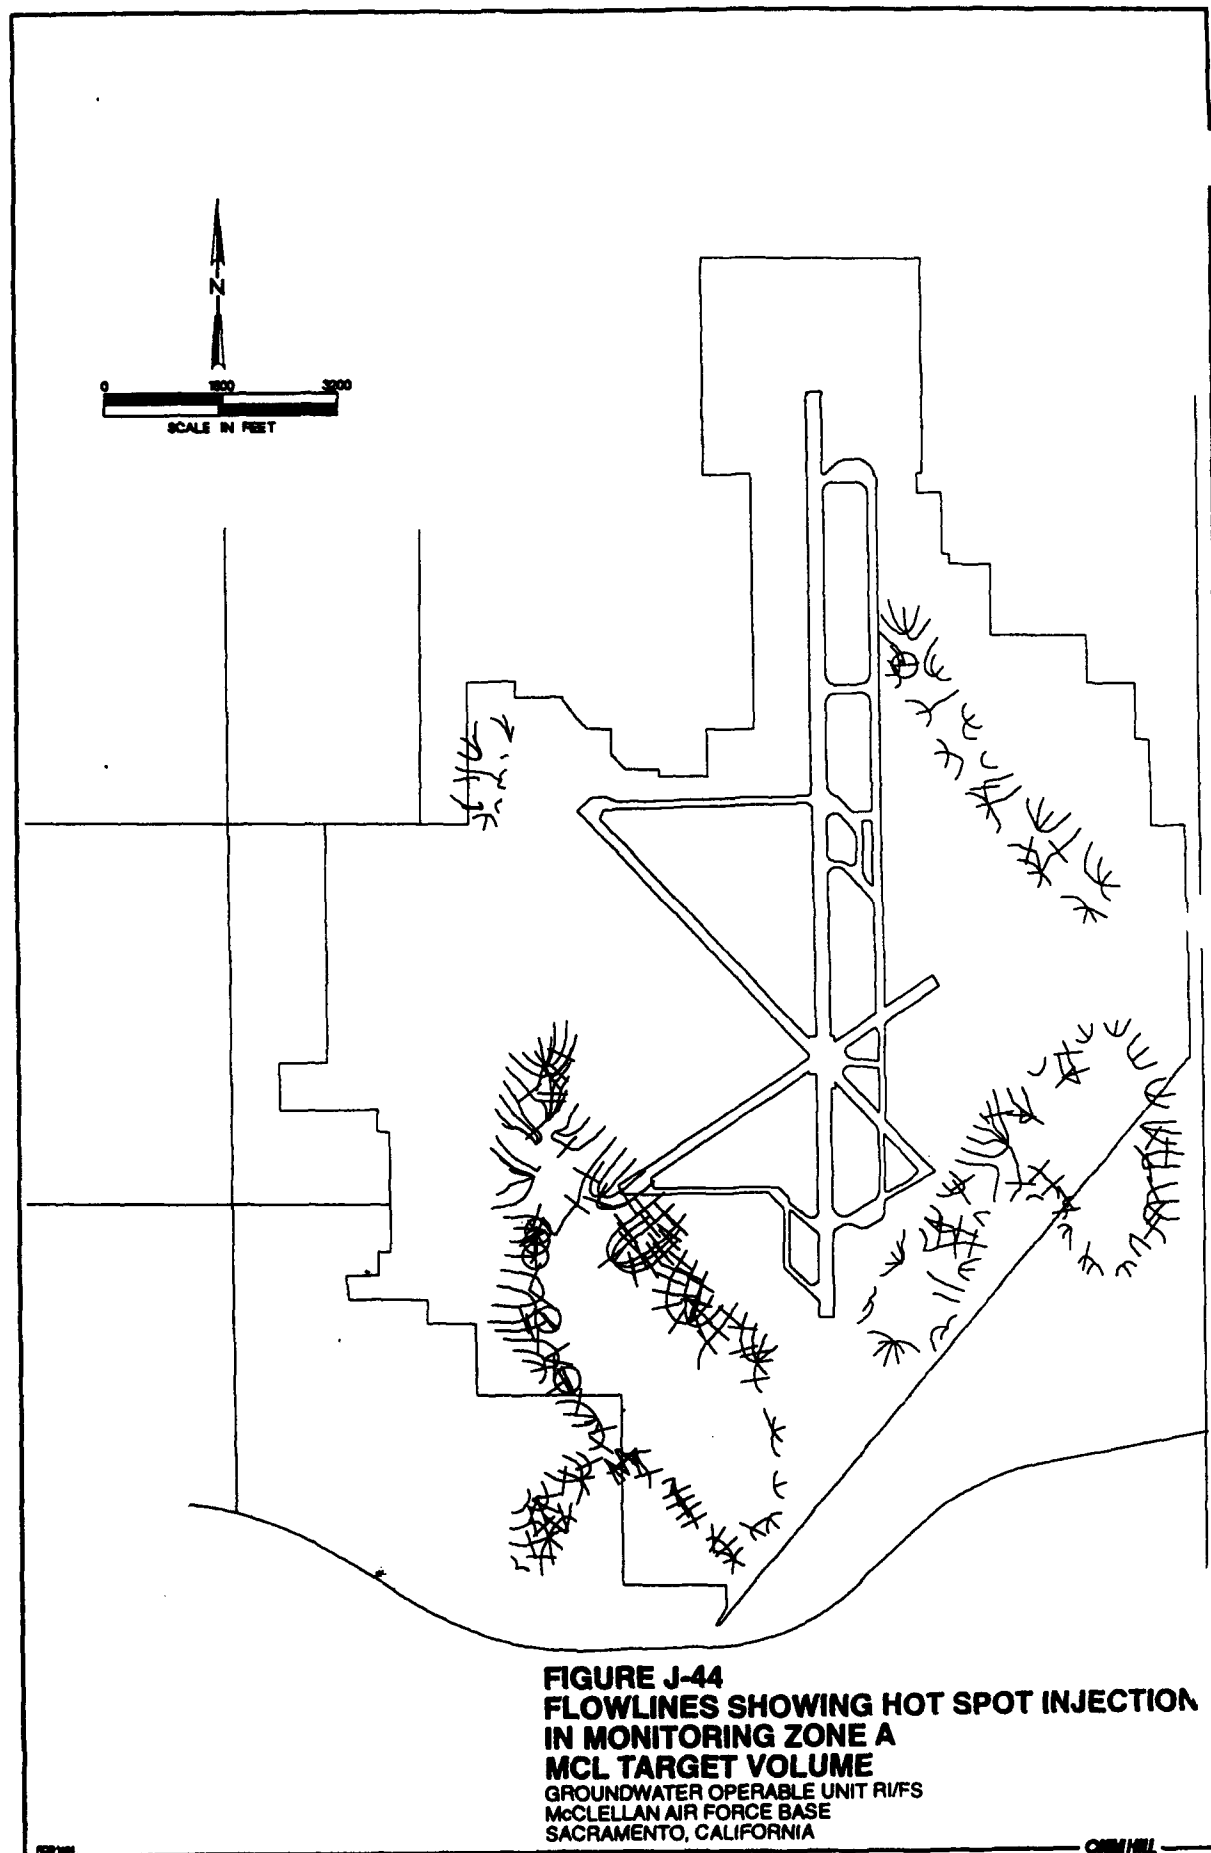 N
0 1600 3200
SCALE IN FEET
FIGURE J-44
FLOWLINES SHOWING HOT SPOT INJECTION
IN MONITORING ZONE A
MCL TARGET VOLUME
GROUNDWATER OPERABLE UNIT RI/FS
McCLELLAN AIR FORCE BASE
SACRAMENTO, CALIFORNIA
CH2M HILL